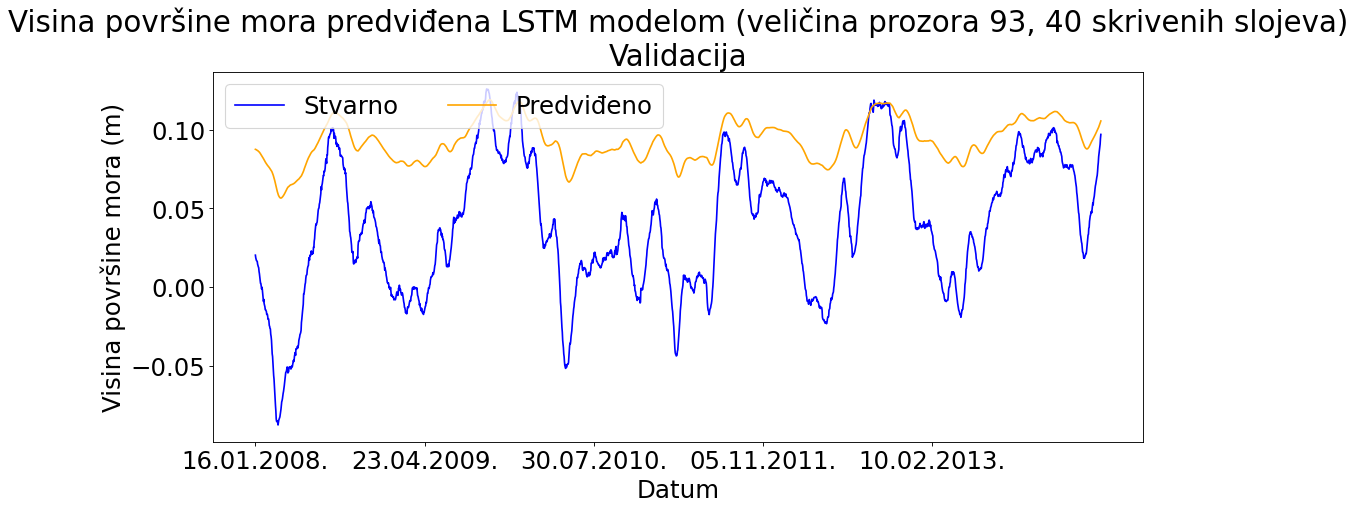 Visina površine mora predviđena LSTM modelom (veličina prozora 93, 40 skrivenih slojeva)
Validacija
Stvarno
Predviđeno
Visina površine mora (m)
0.10
0.05
0.00
−0.05
16.01.2008.
23.04.2009.
30.07.2010.
05.11.2011.
10.02.2013.
Datum